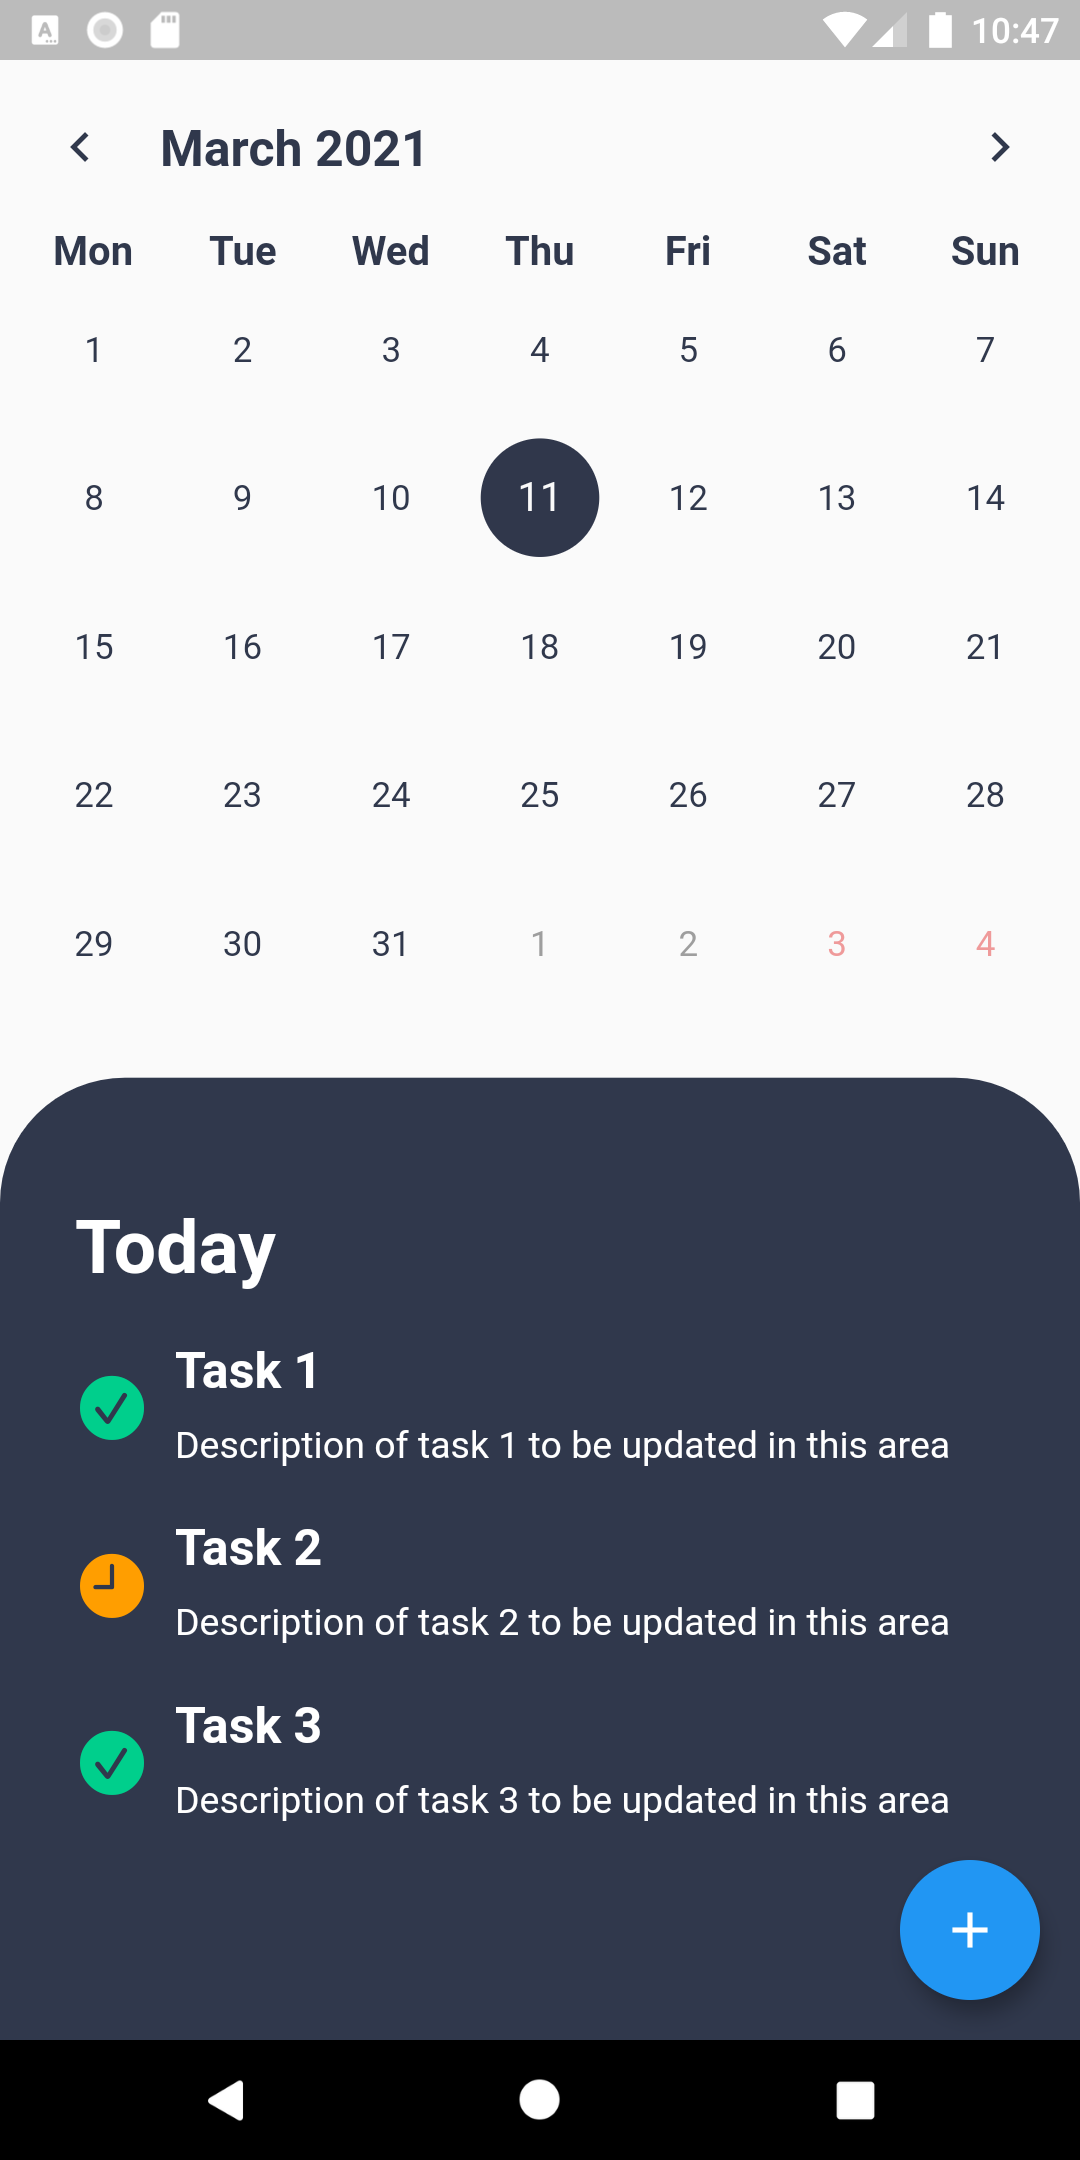 10:47
March 2021
Mon Tue Wed Thu Fri Sat Sun
1 2 3 4 5 6 7
8 9 10 11 12 13 14
15 16 17 18 19 20 21
22 23 24 25 26 27 28
29 30 31 1 2 3 4
Today
Task 1
Description of task 1 to be updated in this area
Task 2
Description of task 2 to be updated in this area
Task 3
Description of task 3 to be updated in this area